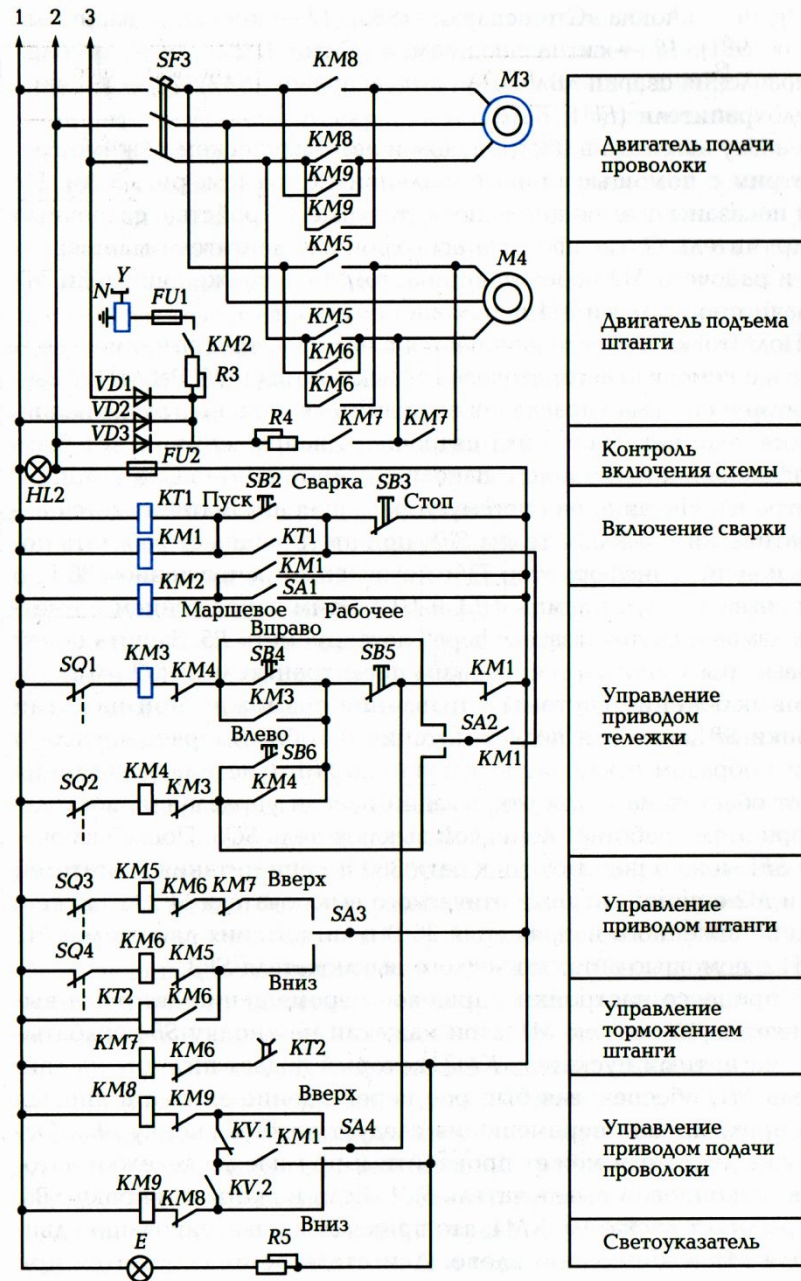 1 2 3
SF3 KM8 M3
KM8
KM9
KM9
Двигатель подачи
проволоки
KM5 M4
Y
N FU1
KM5
KM2 KM6
R3 KM6
Двигатель подъема
штанги
VD1
VD2
VD3
R4 KM7 KM7
FU2
HL2
Контроль
включения схемы
SB2 Сварка SB3
KT1 Пуск Стоп
KM1 KT1
KM1
KM2 SA1
Включение сварки
Маршевое Рабочее
Вправо
SQ1 KM3 KM4 SB4 SB5 KM1
KM3
SA2
Влево
SB6 KM1
SQ2 KM4 KM3 KM4
Управление
приводом
тележки
SQ3 KM5 KM6 KM7 Вверх
SA3
SQ4 KM6 KM5
Вниз
Управление
приводом штанги
KT2 KM6
KM7 KM6 KT2
Управление
торможением
штанги
KM8 KM9 Вверх
KV.1 KM1 SA4
KM9 KM8 KV.2
Вниз
Управление
приводом подачи
проволоки
E R5
Светоуказатель